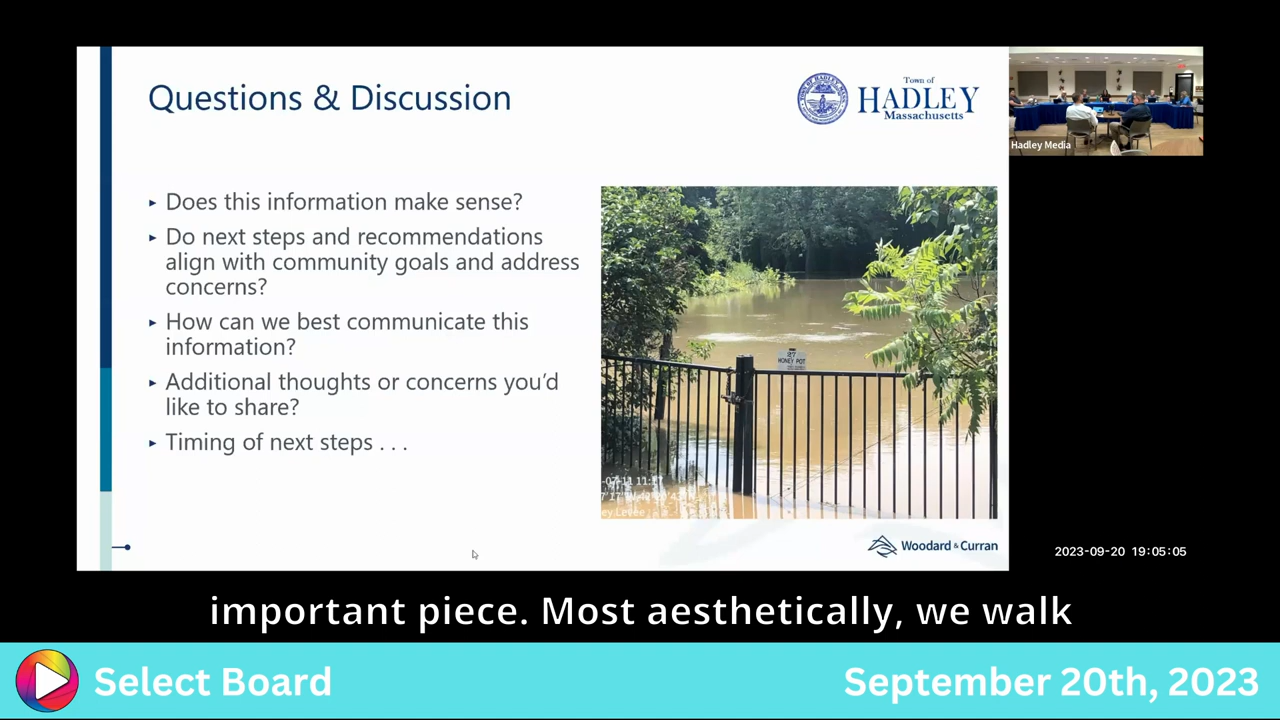 Questions & Discussion
Town of
HADLEY
Massachusetts
Hadley Media
▸ Does this information make sense?
▸ Do next steps and recommendations
align with community goals and address
concerns?
▸ How can we best communicate this
information?
▸ Additional thoughts or concerns you'd
like to share?
▸ Timing of next steps . . .
27
HONEY POT
Woodard & Curran
2023-09-20 19:05:05
important piece. Most aesthetically, we walk
Select Board
September 20th, 2023